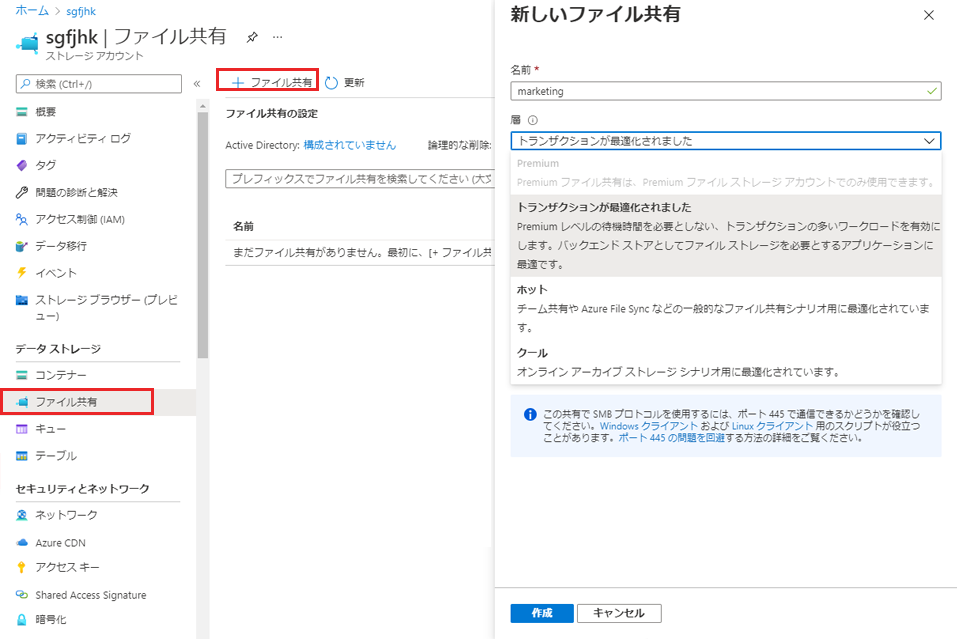 ホーム > sgfjhk
sgfjhk | ファイル共有
ストレージ アカウント
検索 (Ctrl+/)
概要
アクティビティ ログ
タグ
問題の診断と解決
アクセス制御 (IAM)
データ移行
イベント
ストレージ ブラウザー (プレビ
ュー)
データ ストレージ
コンテナー
ファイル共有
キュー
テーブル
セキュリティとネットワーク
ネットワーク
Azure CDN
アクセス キー
Shared Access Signature
暗号化
+ ファイル共有 更新
ファイル共有の設定
Active Directory: 構成されていません 論理的な削除:
プレフィックスでファイル共有を検索してください (大文
名前
まだファイル共有がありません。最初に、[+ ファイル共
新しいファイル共有
名前 *
marketing
層
トランザクションが最適化されました
Premium
Premium ファイル共有は、Premium ファイル ストレージ アカウントでのみ使用できます。
トランザクションが最適化されました
Premium レベルの待機時間を必要としない、トランザクションの多いワークロードを有効に
します。バックエンド ストアとしてファイル ストレージを必要とするアプリケーションに
最適です。
ホット
チーム共有や Azure File Sync などの一般的なファイル共有シナリオ用に最適化されていま
す。
クール
オンライン アーカイブ ストレージ シナリオ用に最適化されています。
この共有で SMB プロトコルを使用するには、ポート 445 で通信できるかどうかを確認し
てください。Windows クライアント および Linux クライアント 用のスクリプトが役立つ
ことがあります。ポート 445 の問題を回避する方法の詳細をご覧ください。
作成 キャンセル